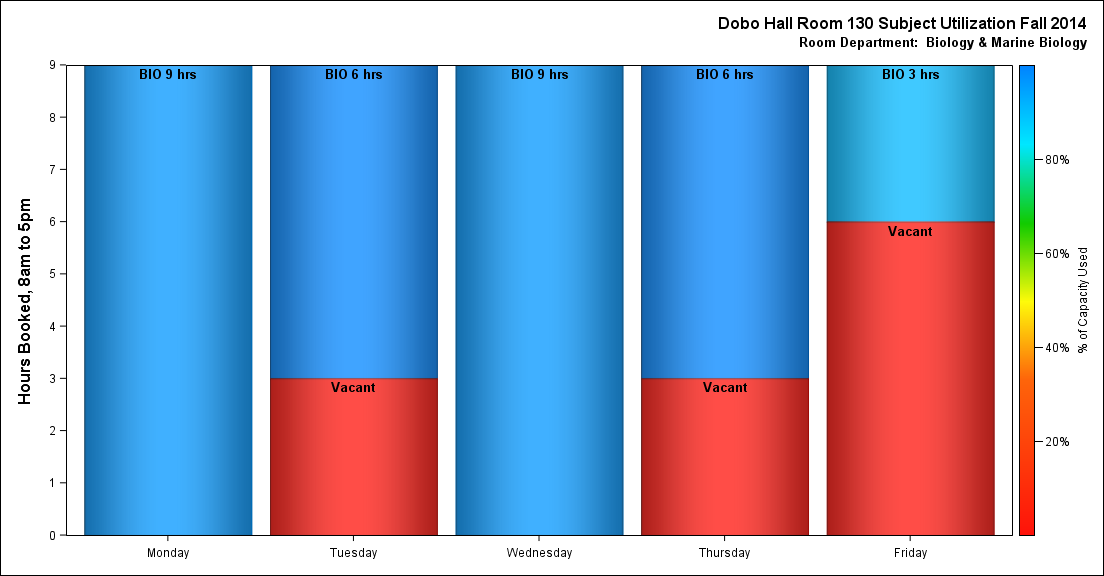 Dobo Hall Room 130 Subject Utilization Fall 2014
Room Department:  Biology & Marine Biology
Hours Booked, 8am to 5pm
9
8
7
6
5
4
3
2
1
0
BIO 9 hrs
BIO 6 hrs
BIO 9 hrs
BIO 6 hrs
BIO 3 hrs
Vacant
Vacant
Vacant
Monday
Tuesday
Wednesday
Thursday
Friday
80%
60%
40%
20%
% of Capacity Used